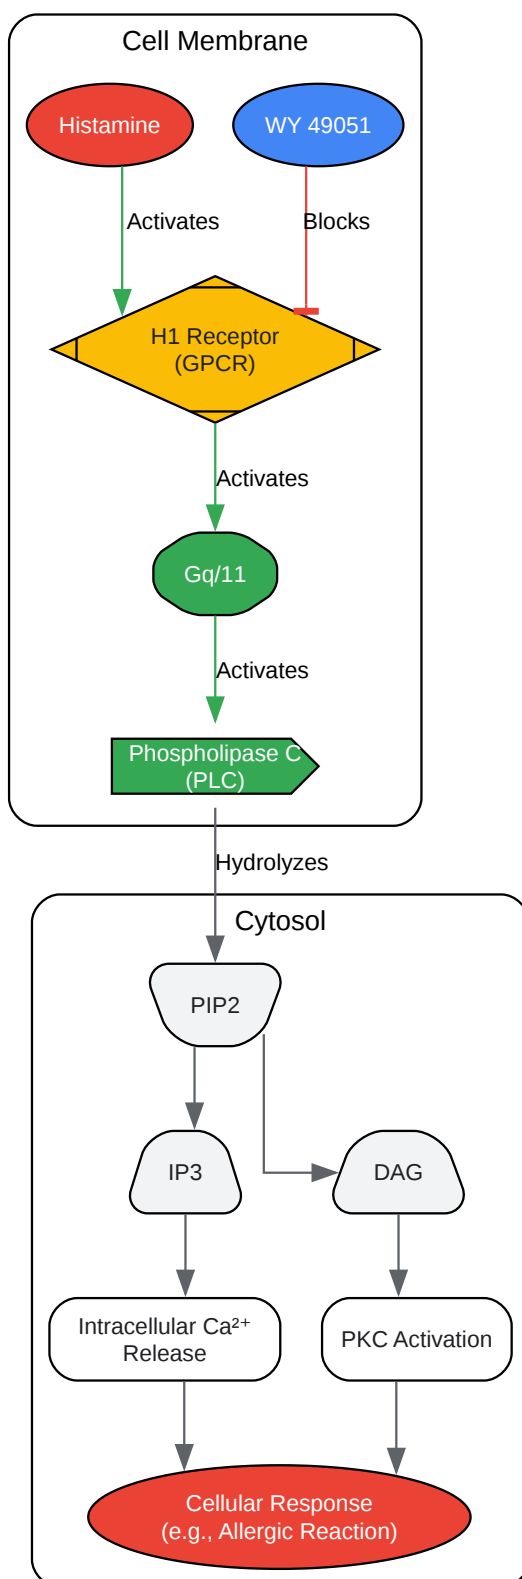 Cell Membrane
Histamine
WY 49051
Activates
Blocks
H1 Receptor
(GPCR)
Activates
Gq/11
Activates
Phospholipase C
(PLC)
Hydrolyzes
Cytosol
PIP2
IP3
DAG
Intracellular Ca²⁺
Release
PKC Activation
Cellular Response
(e.g., Allergic Reaction)